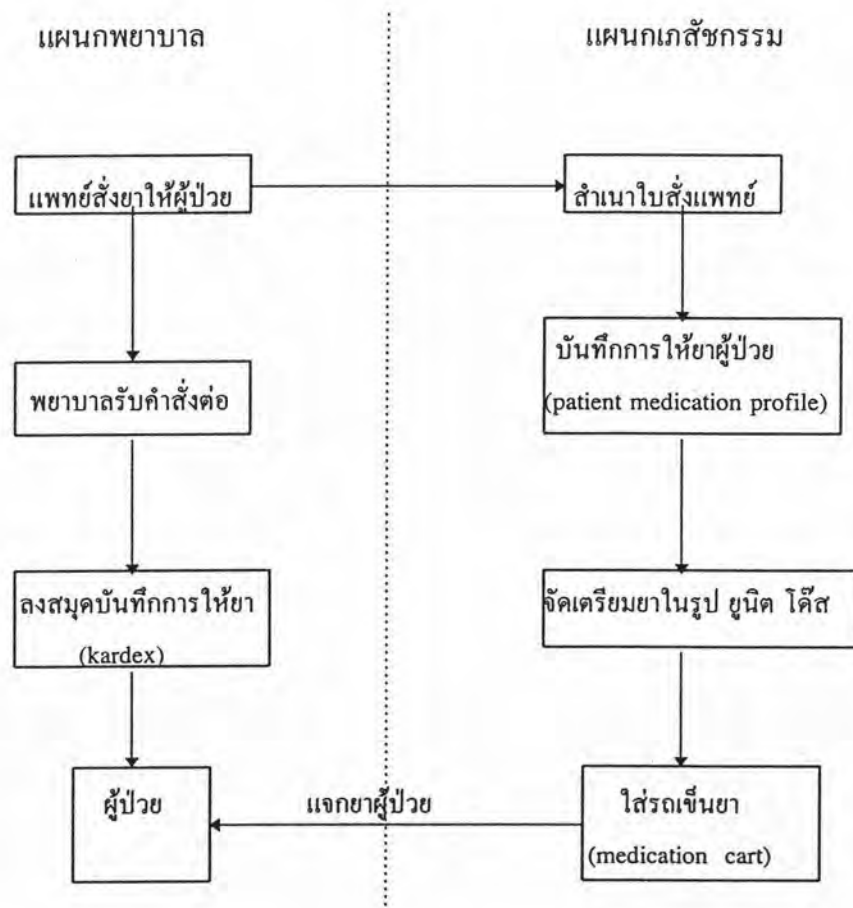 แผนกพยาบาล
แผนกเภสัชกรรม
แพทย์สั่งยาให้ผู้ป่วย
สำเนาใบสั่งแพทย์
พยาบาลรับคำสั่งต่อ
บันทึกการให้ยาผู้ป่วย
(patient medication profile)
ลงสมุดบันทึกการให้ยา
(kardex)
จัดเตรียมยาในรูป ยูนิต โด๊ส
ผู้ป่วย
แจกยาผู้ป่วย
ใส่รถเข็นยา
(medication cart)